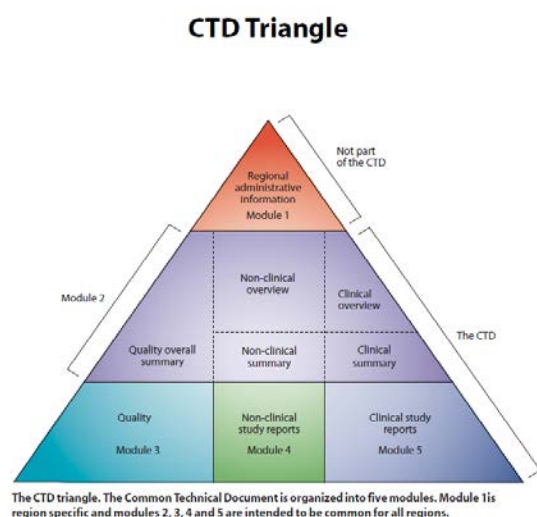 CTD Triangle
Not part
of the CTD
Regional
administrative
information
Module 1
Module 2
Non-clinical
overview
Clinical
overview
The CTD
Quality overall
summary
Non-clinical
summary
Clinical
summary
Quality
Module 3
Non-clinical
study reports
Module 4
Clinical study
reports
Module 5
The CTD triangle. The Common Technical Document is organized into five modules. Module 1is
region specific and modules 2, 3, 4 and 5 are intended to be common for all regions.